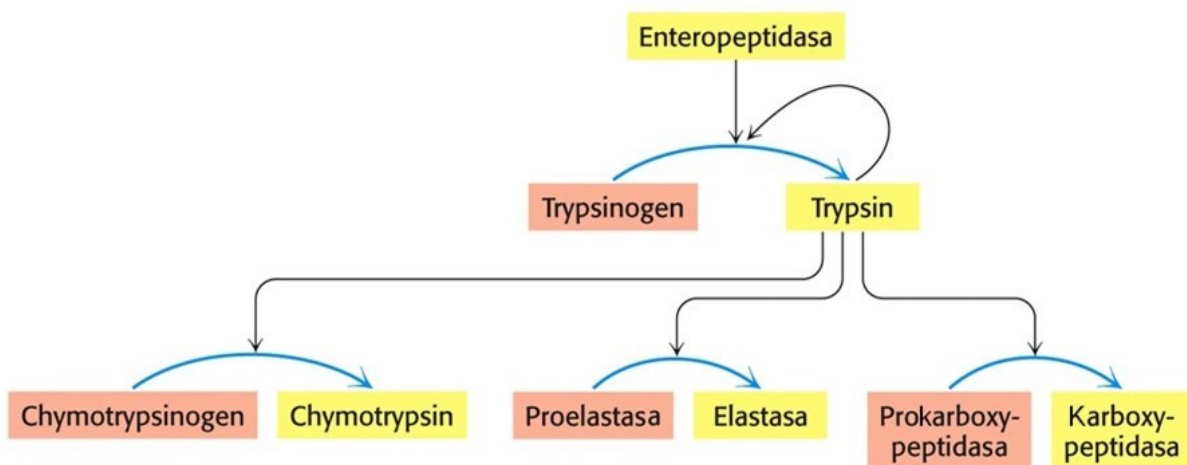 Enteropeptidasa
Trypsinogen
Trypsin
Chymotrypsinogen
Chymotrypsin
Proelastasa
Elastasa
Prokarboxy-
peptidasa
Karboxy-
peptidasa